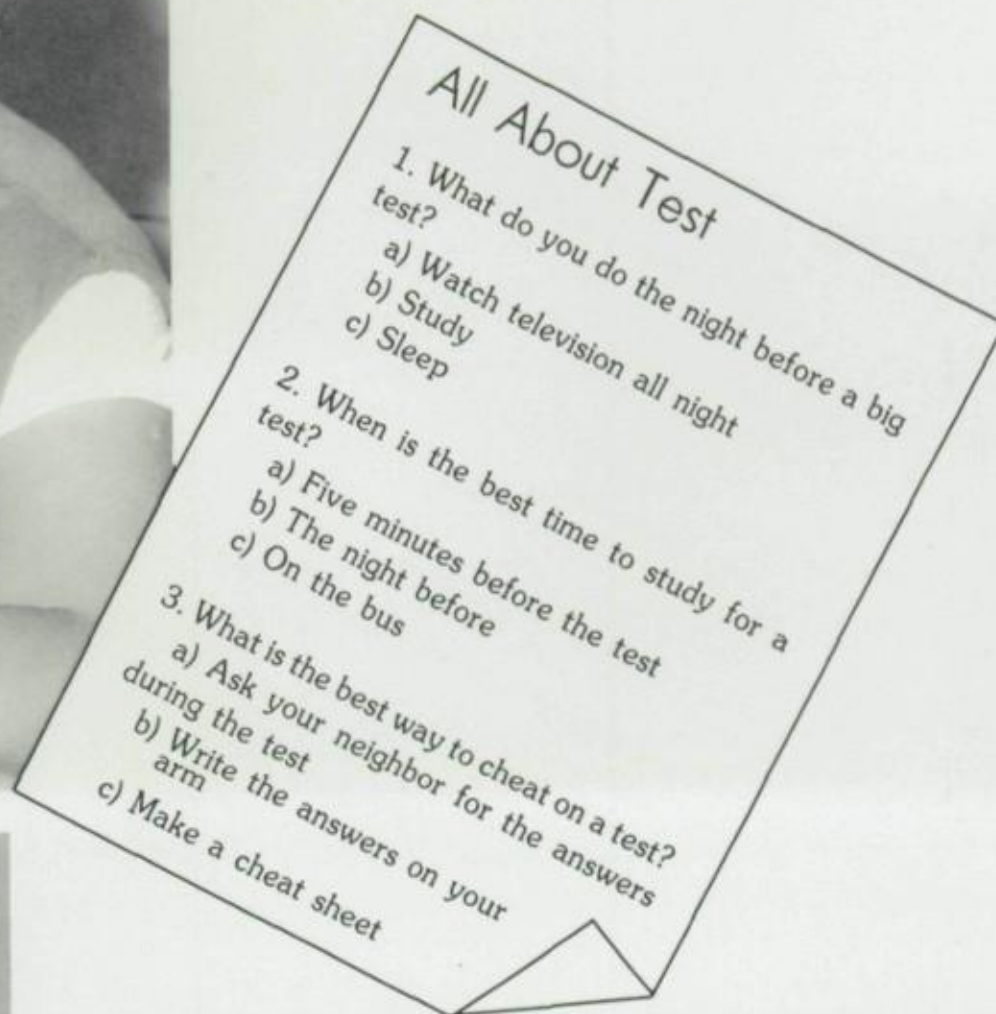 All About Test
1. What do you do the night before a big
test?
a) Watch television all night
b) Study
c) Sleep
2. When is the best time to study for a
test?
a) Five minutes before the test
b) The night before
c) On the bus
3. What is the best way to cheat on a test?
a) Ask your neighbor for the answers
during the test
b) Write the answers on your
arm
c) Make a cheat sheet